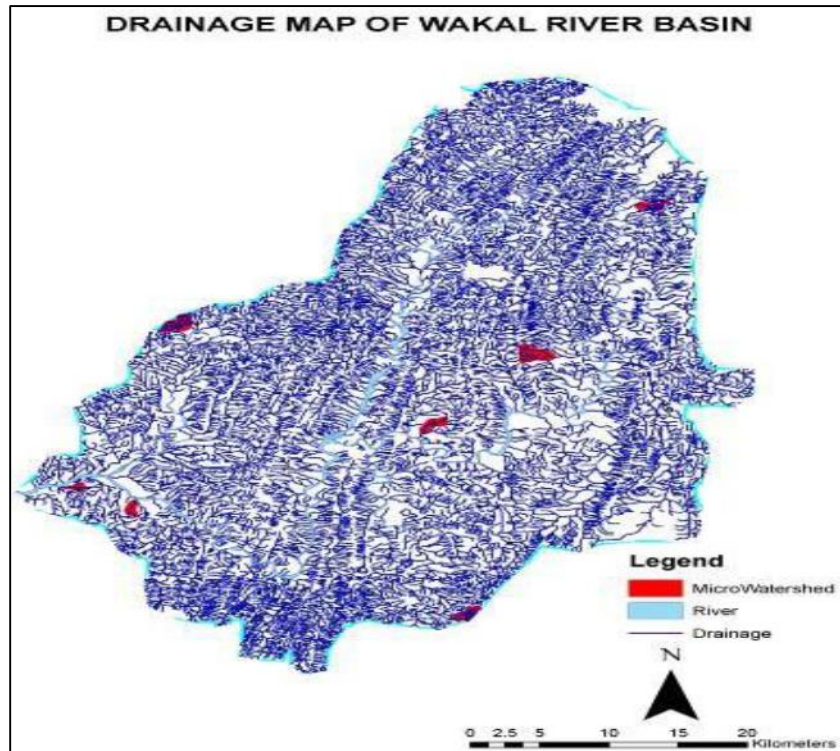 DRAINAGE MAP OF WAKAL RIVER BASIN
Legend
MicroWatershed
River
Drainage
N
0 2.5 5 10 15 20
Kilometers